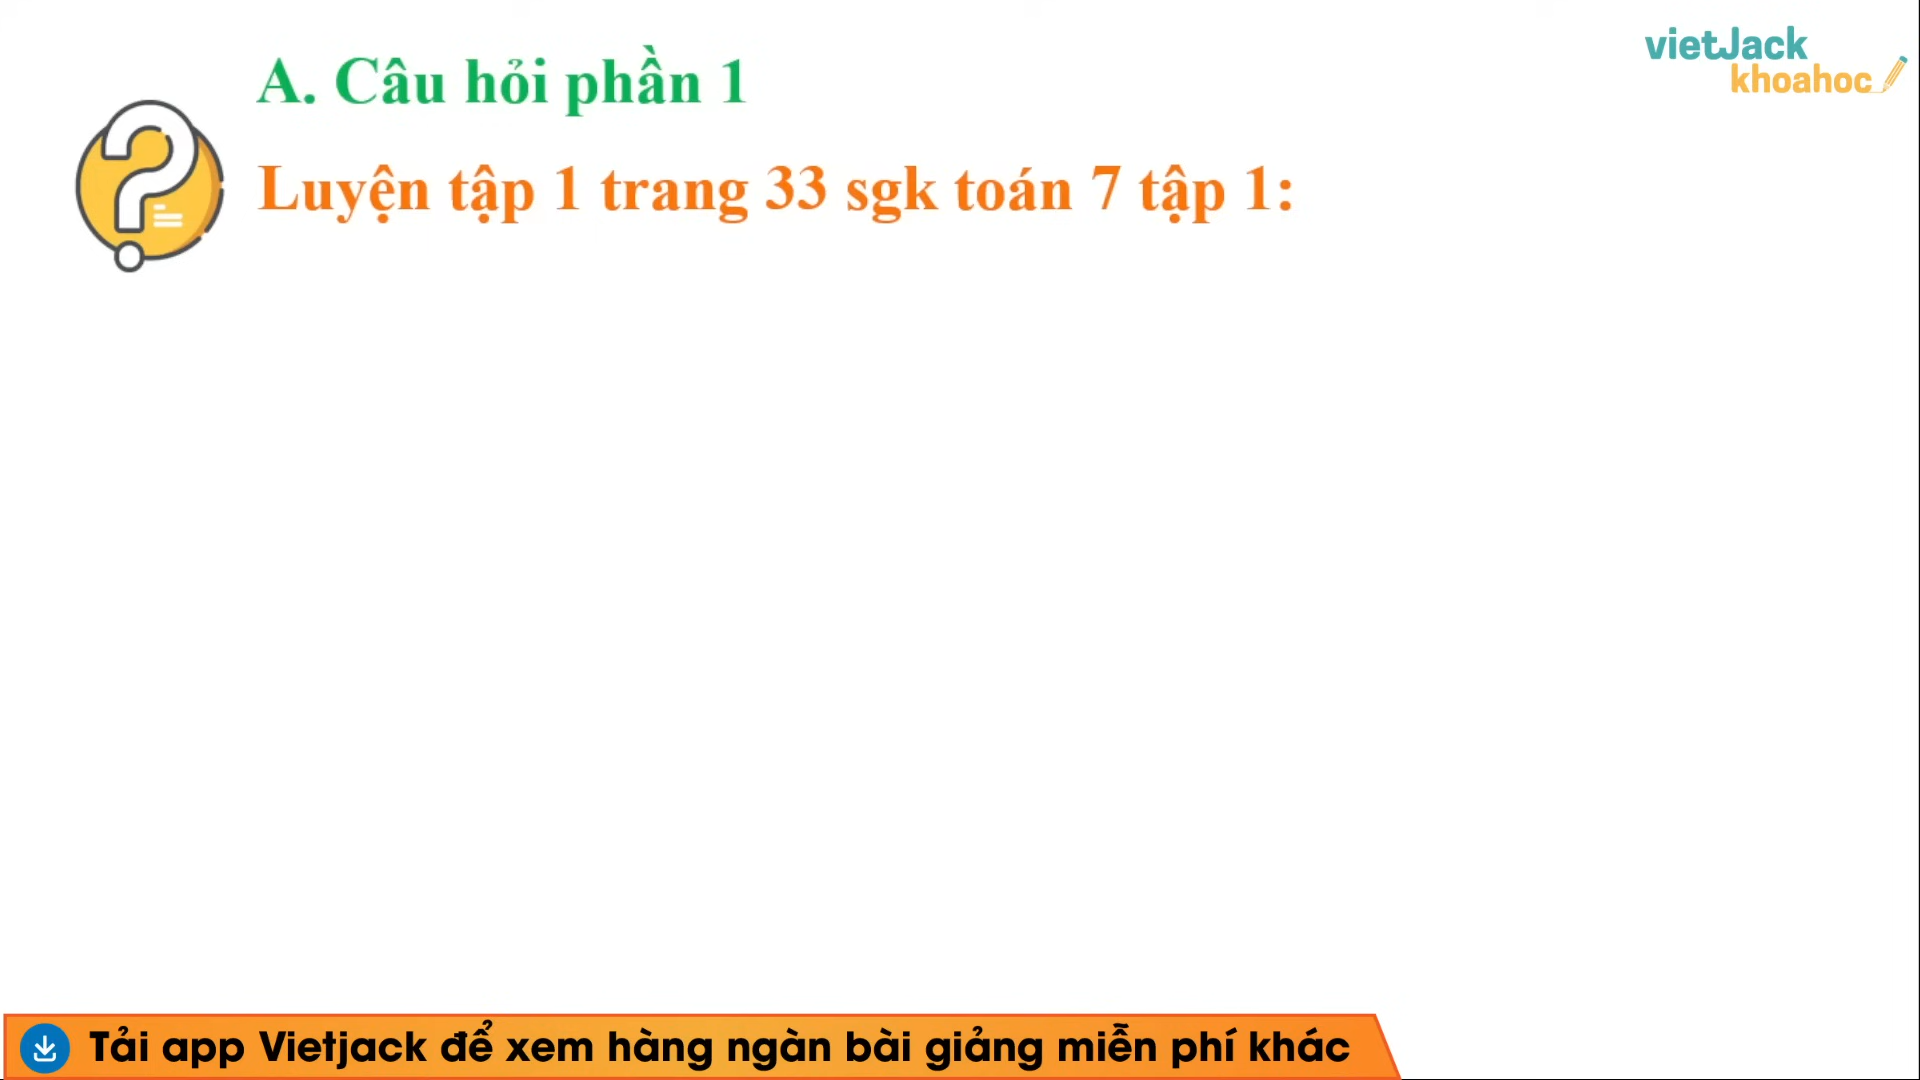 vietJack
khoahoc
A. Câu hỏi phần 1
Luyện tập 1 trang 33 sgk toán 7 tập 1:
Tải app Vietjack để xem hàng ngàn bài giảng miễn phí khác